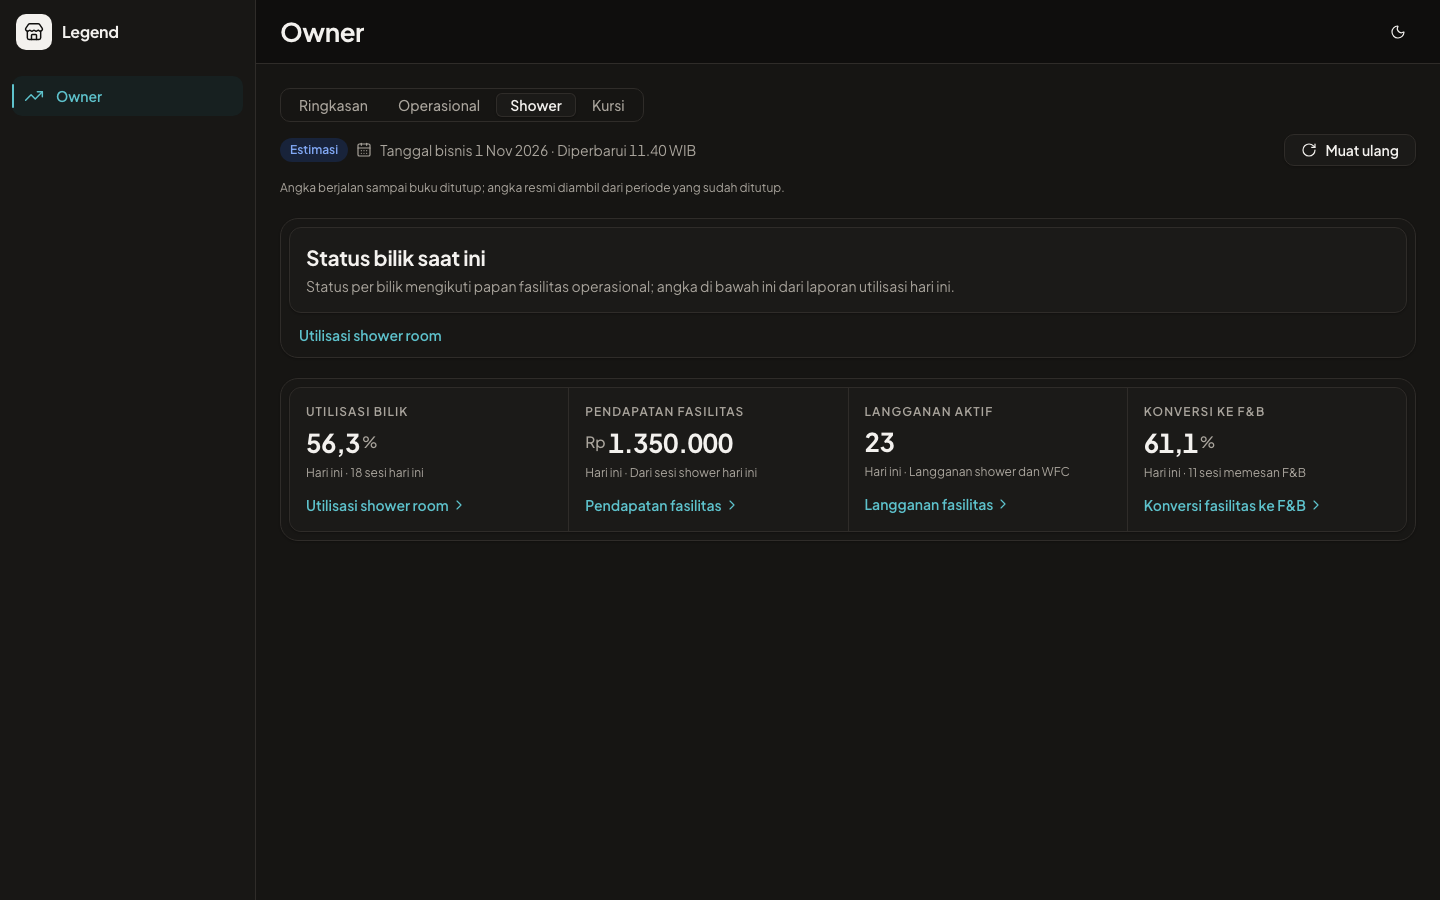 Legend
Owner
Owner
Ringkasan
Operasional
Shower
Kursi
Estimasi
Tanggal bisnis 1 Nov 2026 · Diperbarui 11.40 WIB
Muat ulang
Angka berjalan sampai buku ditutup; angka resmi diambil dari periode yang sudah ditutup.
Status bilik saat ini
Status per bilik mengikuti papan fasilitas operasional; angka di bawah ini dari laporan utilisasi hari ini.
Utilisasi shower room
UTILISASI BILIK
56,3 %
Hari ini · 18 sesi hari ini
Utilisasi shower room
PENDAPATAN FASILITAS
Rp 1.350.000
Hari ini · Dari sesi shower hari ini
Pendapatan fasilitas
LANGGANAN AKTIF
23
Hari ini · Langganan shower dan WFC
Langganan fasilitas
KONVERSI KE F&B
61,1 %
Hari ini · 11 sesi memesan F&B
Konversi fasilitas ke F&B